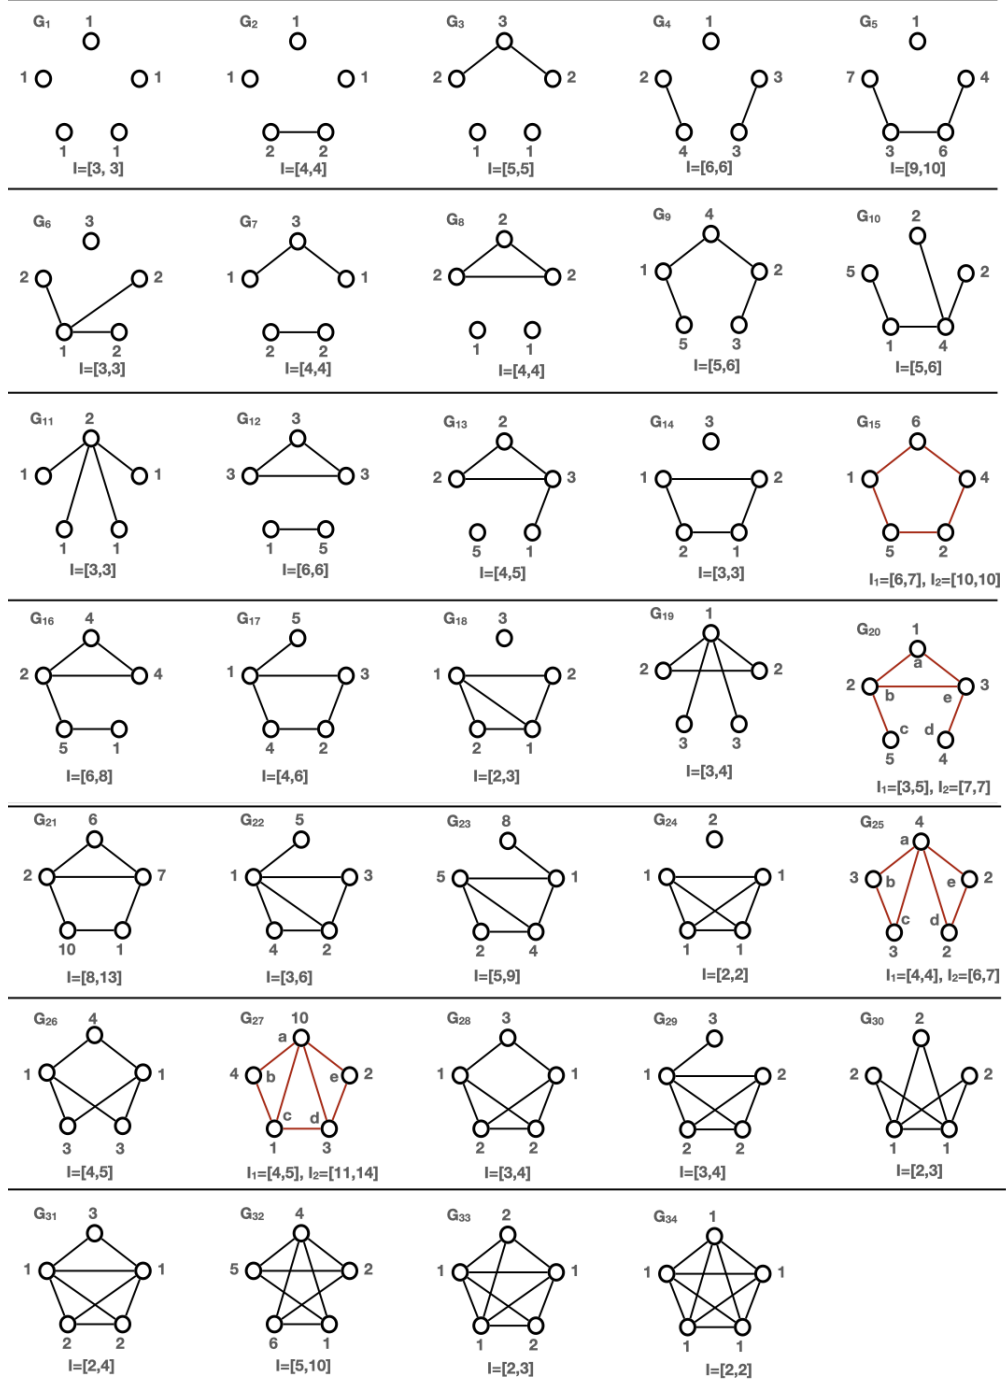 G₁ 1 G₂ 1 G₃ 3 G₄ 1 G₅ 1
1 1 1 1 2 2 2 3 7 4
1 1 2 2 1 1 4 3 3 6
I=[3, 3] I=[4,4] I=[5,5] I=[6,6] I=[9,10]
G₆ 3 G₇ 3 G₈ 2 G₉ 4 G₁₀ 2
2 2 1 1 2 2 1 2 5 2
1 2 2 2 1 1 5 3 1 4
I=[3,3] I=[4,4] I=[4,4] I=[5,6] I=[5,6]
G₁₁ 2 G₁₂ 3 G₁₃ 2 G₁₄ 3 G₁₅ 6
1 1 3 3 2 3 1 2 1 4
1 1 1 5 5 1 2 1 5 2
I=[3,3] I=[6,6] I=[4,5] I=[3,3] I₁=[6,7], I₂=[10,10]
G₁₆ 4 G₁₇ 5 G₁₈ 3 G₁₉ 1 G₂₀ 1
a
2 4 1 3 1 2 2 2 2 b e 3
c d
5 1 4 2 2 1 3 3 5 4
I=[6,8] I=[4,6] I=[2,3] I=[3,4] I₁=[3,5], I₂=[7,7]
G₂₁ 6 G₂₂ 5 G₂₃ 8 G₂₄ 2 G₂₅ 4
a
2 7 1 3 5 1 1 1 3 b e 2
c d
10 1 4 2 2 4 1 1 3 2
I=[8,13] I=[3,6] I=[5,9] I=[2,2] I₁=[4,4], I₂=[6,7]
G₂₆ 4 G₂₇ 10 G₂₈ 3 G₂₉ 3 G₃₀ 2
a
1 1 4 b e 2 1 1 1 2 2 2
c d
3 3 1 3 2 2 2 2 1 1
I=[4,5] I₁=[4,5], I₂=[11,14] I=[3,4] I=[3,4] I=[2,3]
G₃₁ 3 G₃₂ 4 G₃₃ 2 G₃₄ 1
1 1 5 2 1 1 1 1
2 2 6 1 1 2 1 1
I=[2,4] I=[5,10] I=[2,3] I=[2,2]